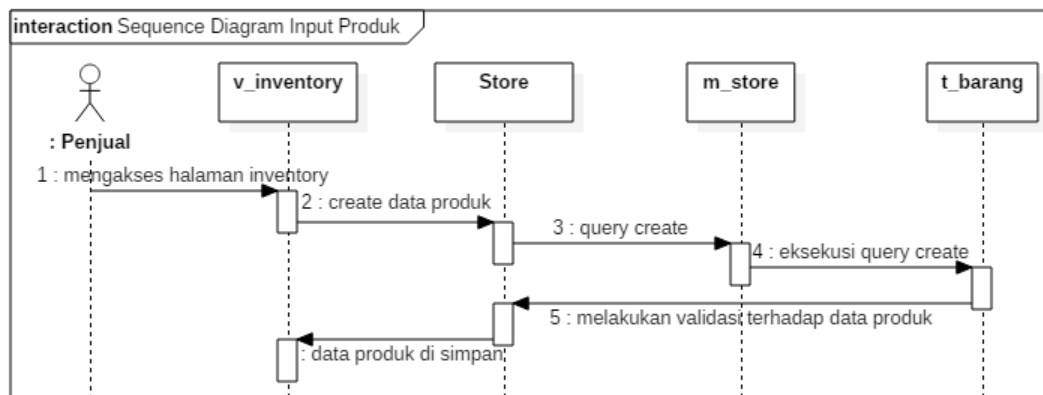 interaction Sequence Diagram Input Produk
v_inventory
Store
m_store
t_barang
: Penjual
1 : mengakses halaman inventory
2 : create data produk
3 : query create
4 : eksekusi query create
5 : melakukan validasi terhadap data produk
: data produk di simpan